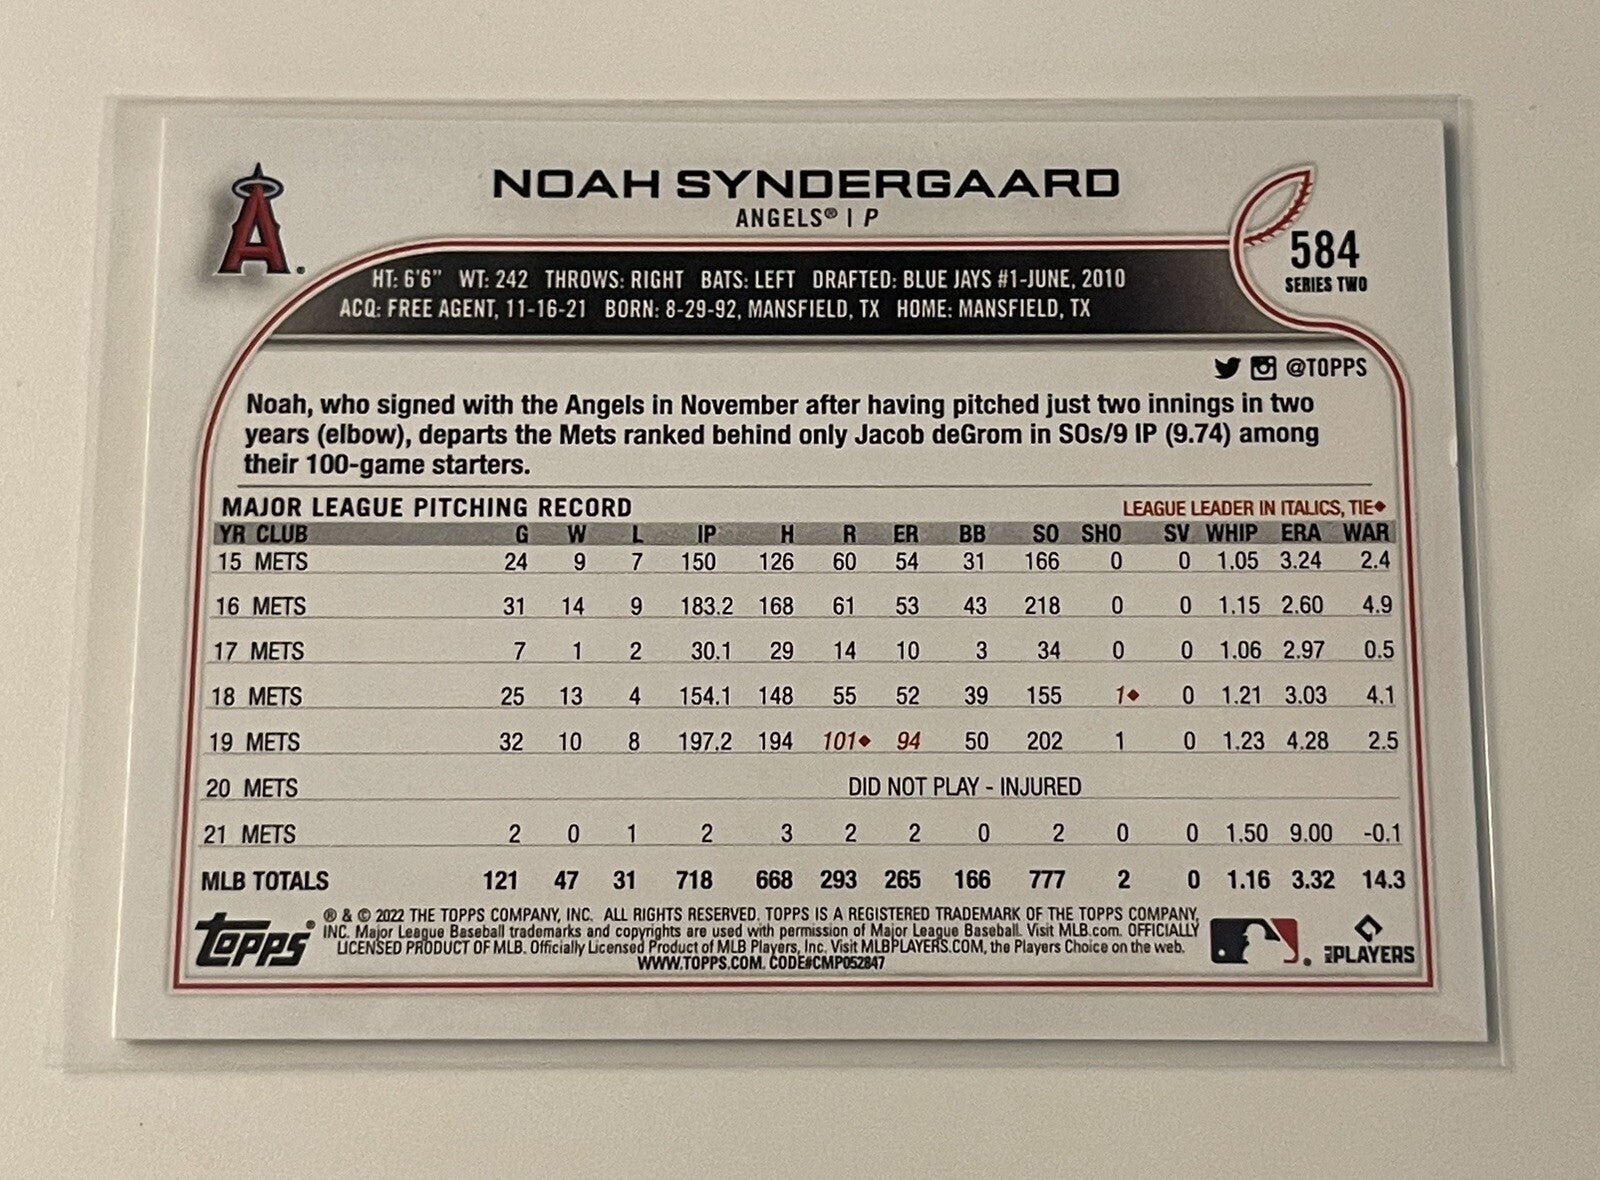 A
NOAH SYNDERGAARD
ANGELS® | P
584
SERIES TWO
HT: 6'6" WT: 242 THROWS: RIGHT BATS: LEFT DRAFTED: BLUE JAYS #1-JUNE, 2010
ACQ: FREE AGENT, 11-16-21 BORN: 8-29-92, MANSFIELD, TX HOME: MANSFIELD, TX
@TOPPS
Noah, who signed with the Angels in November after having pitched just two innings in two
years (elbow), departs the Mets ranked behind only Jacob deGrom in SOs/9 IP (9.74) among
their 100-game starters.
MAJOR LEAGUE PITCHING RECORD LEAGUE LEADER IN ITALICS, TIE♦
YR CLUB G W L IP H R ER BB SO SHO SV WHIP ERA WAR
15 METS 24 9 7 150 126 60 54 31 166 0 0 1.05 3.24 2.4
16 METS 31 14 9 183.2 168 61 53 43 218 0 0 1.15 2.60 4.9
17 METS 7 1 2 30.1 29 14 10 3 34 0 0 1.06 2.97 0.5
18 METS 25 13 4 154.1 148 55 52 39 155 1♦ 0 1.21 3.03 4.1
19 METS 32 10 8 197.2 194 101♦ 94 50 202 1 0 1.23 4.28 2.5
20 METS DID NOT PLAY - INJURED
21 METS 2 0 1 2 3 2 2 0 2 0 0 1.50 9.00 -0.1
MLB TOTALS 121 47 31 718 668 293 265 166 777 2 0 1.16 3.32 14.3
topps®
® & © 2022 THE TOPPS COMPANY, INC. ALL RIGHTS RESERVED. TOPPS IS A REGISTERED TRADEMARK OF THE TOPPS COMPANY,
INC. Major League Baseball trademarks and copyrights are used with permission of Major League Baseball. Visit MLB.com. OFFICIALLY
LICENSED PRODUCT OF MLB. Officially Licensed Product of MLB Players, Inc. Visit MLBPLAYERS.COM, the Players Choice on the web.
WWW.TOPPS.COM. CODE#CMP052847
MLB PLAYERS